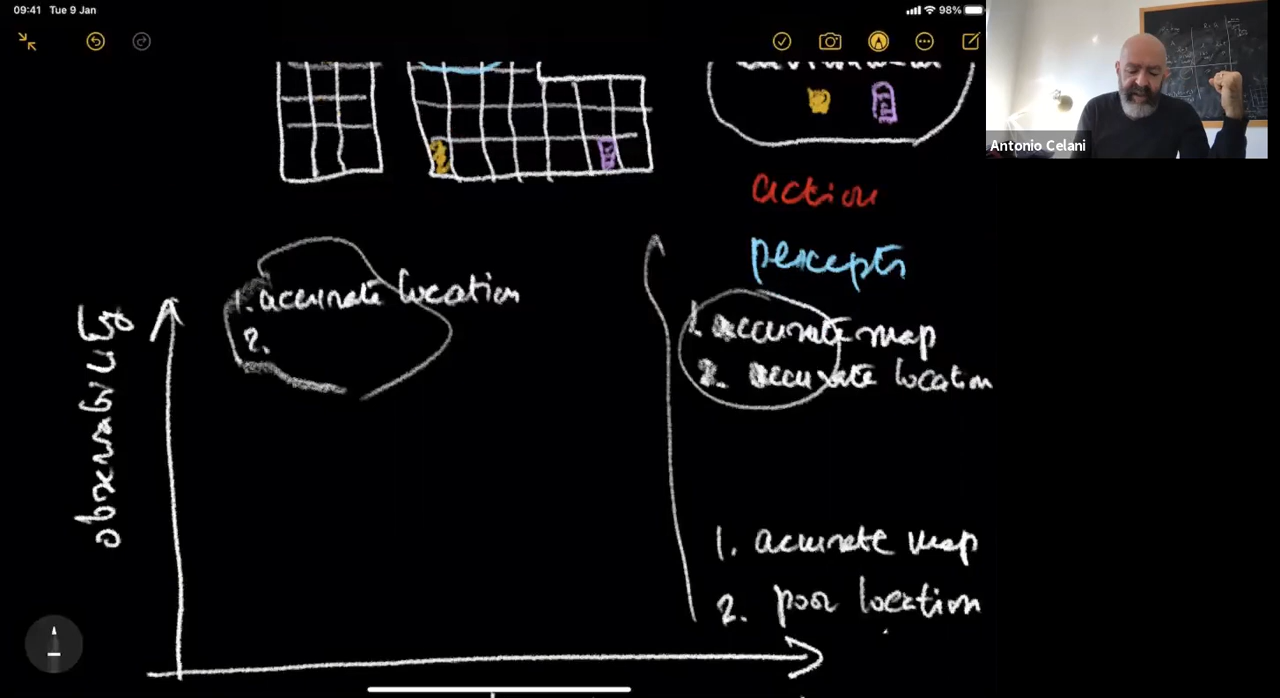 09:41 Tue 9 Jan
98%
Antonio Celani
action
percepts
observability
1. accurate location
2.
1. accurate map
2. accurate location
1. accurate map
2. poor location